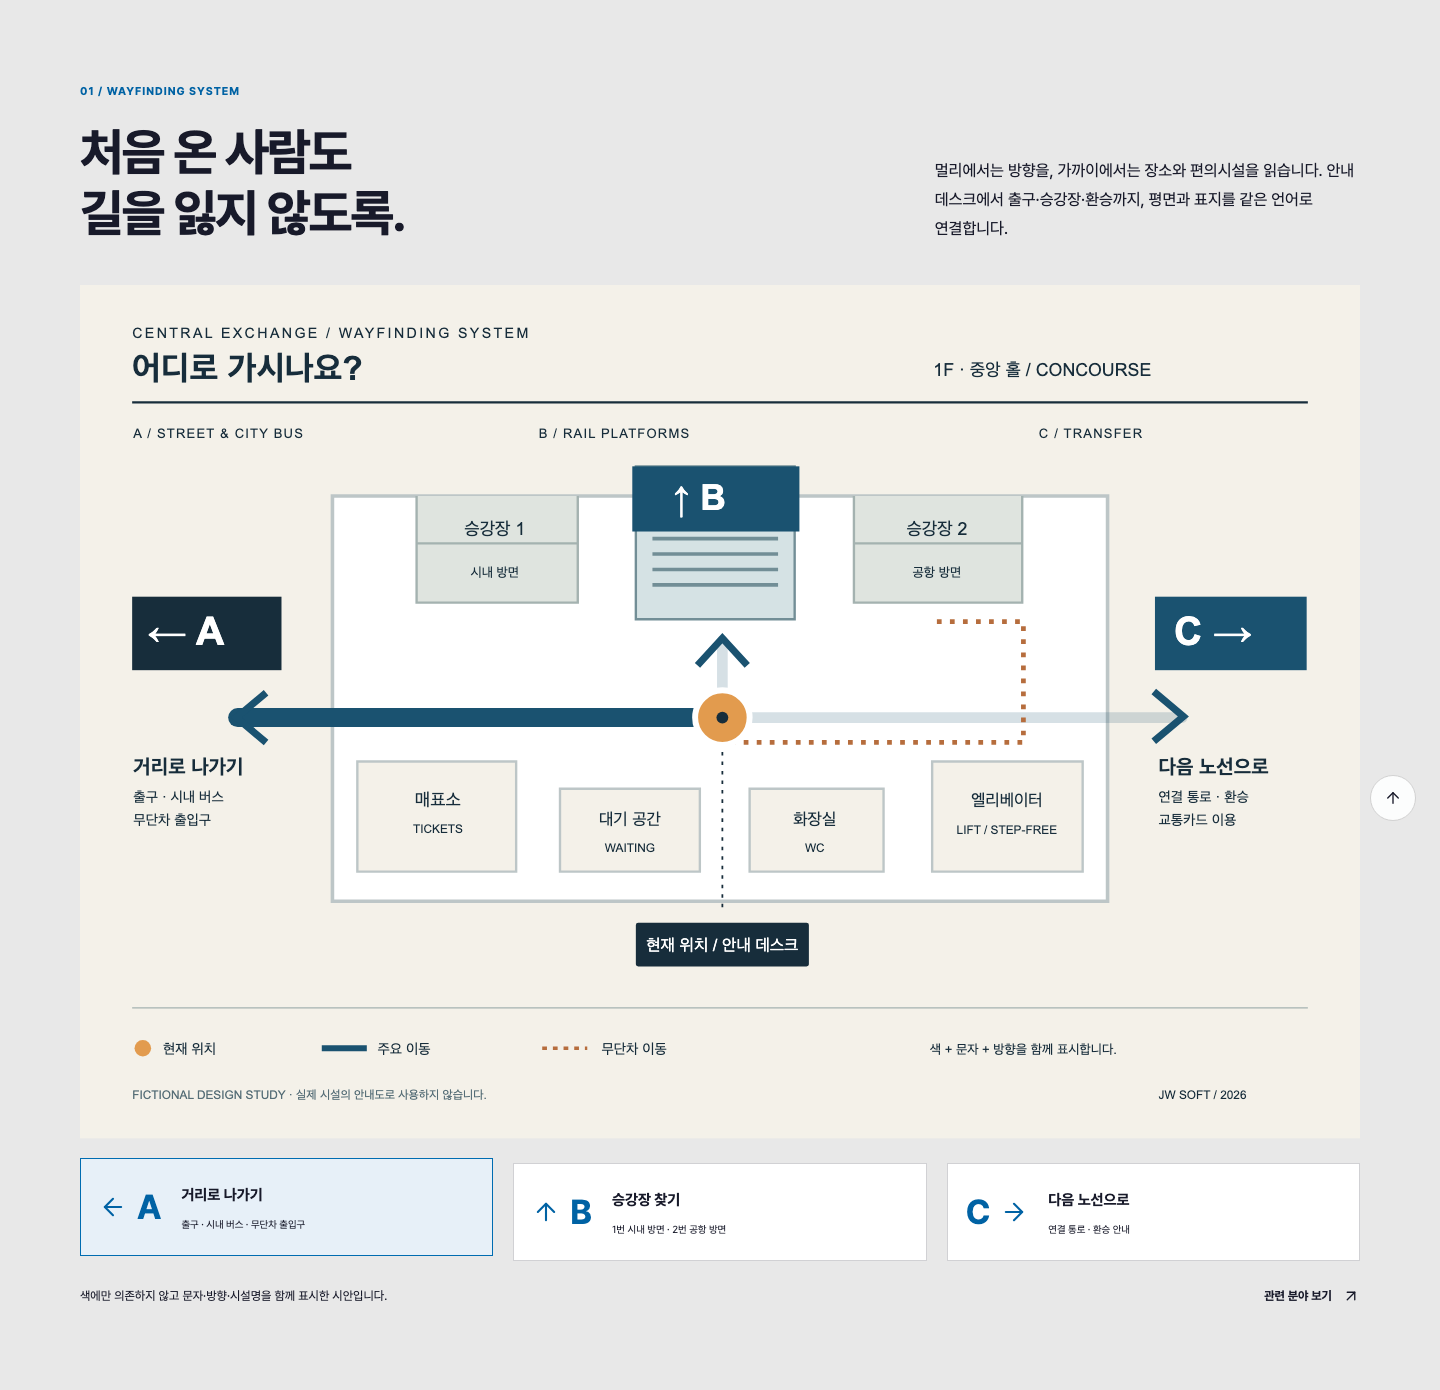 01 / WAYFINDING SYSTEM
처음 온 사람도
길을 잃지 않도록.
멀리에서는 방향을, 가까이에서는 장소와 편의시설을 읽습니다. 안내
데스크에서 출구·승강장·환승까지, 평면과 표지를 같은 언어로
연결합니다.
CENTRAL EXCHANGE / WAYFINDING SYSTEM
어디로 가시나요?
1F · 중앙 홀 / CONCOURSE
A / STREET & CITY BUS
B / RAIL PLATFORMS
C / TRANSFER
↑ B
승강장 1
시내 방면
승강장 2
공항 방면
← A
C →
거리로 나가기
출구 · 시내 버스
무단차 출입구
다음 노선으로
연결 통로 · 환승
교통카드 이용
매표소
TICKETS
대기 공간
WAITING
화장실
WC
엘리베이터
LIFT / STEP-FREE
현재 위치 / 안내 데스크
현재 위치
주요 이동
무단차 이동
색 + 문자 + 방향을 함께 표시합니다.
FICTIONAL DESIGN STUDY · 실제 시설의 안내도로 사용하지 않습니다.
JW SOFT / 2026
← A
거리로 나가기
출구 · 시내 버스 · 무단차 출입구
↑ B
승강장 찾기
1번 시내 방면 · 2번 공항 방면
C →
다음 노선으로
연결 통로 · 환승 안내
색에만 의존하지 않고 문자·방향·시설명을 함께 표시한 시안입니다.
관련 분야 보기